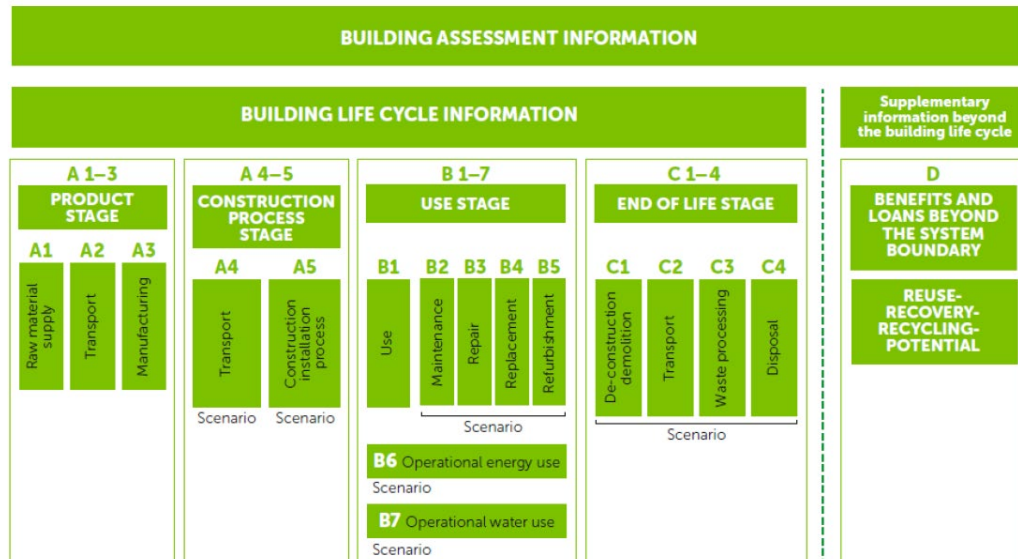 BUILDING ASSESSMENT INFORMATION
BUILDING LIFE CYCLE INFORMATION
Supplementary
information beyond
the building life cycle
A 1–3
PRODUCT
STAGE
A1
A2
A3
Raw material
supply
Transport
Manufacturing
A 4–5
CONSTRUCTION
PROCESS
STAGE
A4
A5
Transport
Construction
installation
process
Scenario
Scenario
B 1–7
USE STAGE
B1
B2
B3
B4
B5
Use
Maintenance
Repair
Replacement
Refurbishment
Scenario
B6 Operational energy use
Scenario
B7 Operational water use
Scenario
C 1–4
END OF LIFE STAGE
C1
C2
C3
C4
De-construction
demolition
Transport
Waste processing
Disposal
Scenario
D
BENEFITS AND
LOANS BEYOND
THE SYSTEM
BOUNDARY
REUSE-
RECOVERY-
RECYCLING-
POTENTIAL